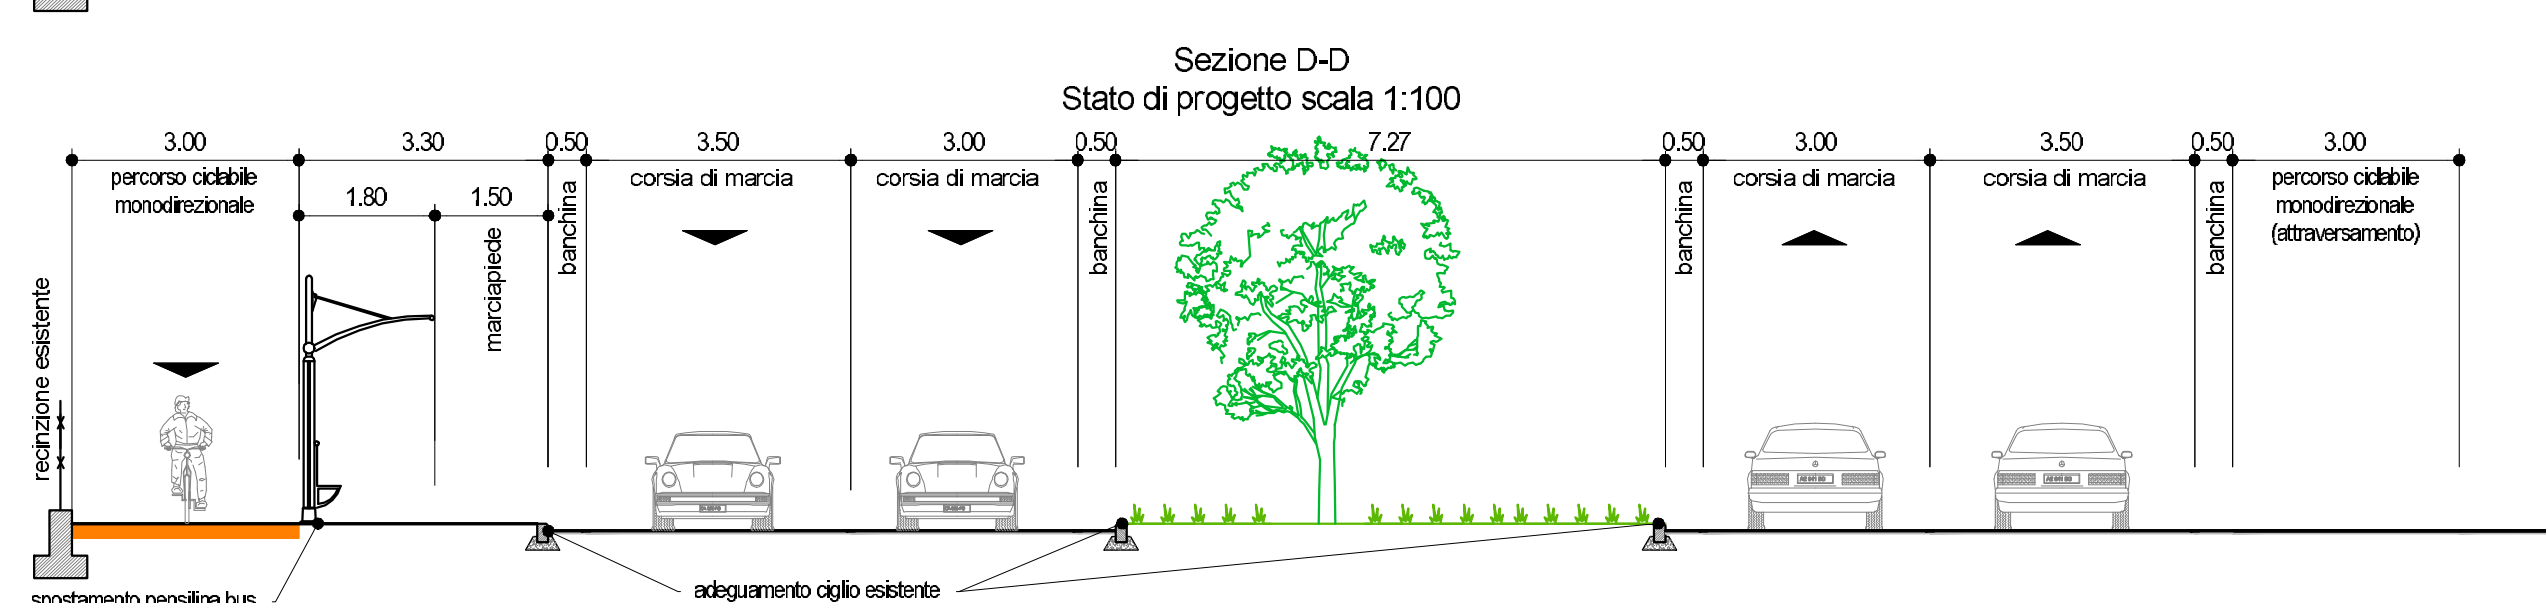 Sezione D-D
Stato di progetto scala 1:100
3.00
3.30
0.50
3.50
3.00
0.50
7.27
0.50
3.00
3.50
0.50
3.00
percorso ciclabile
monodirezionale
1.80
1.50
marciapiede
banchina
corsia di marcia
corsia di marcia
banchina
banchina
corsia di marcia
corsia di marcia
banchina
percorso ciclabile
monodirezionale
(attraversamento)
recinzione esistente
spostamento pensilina bus
adeguamento ciglio esistente